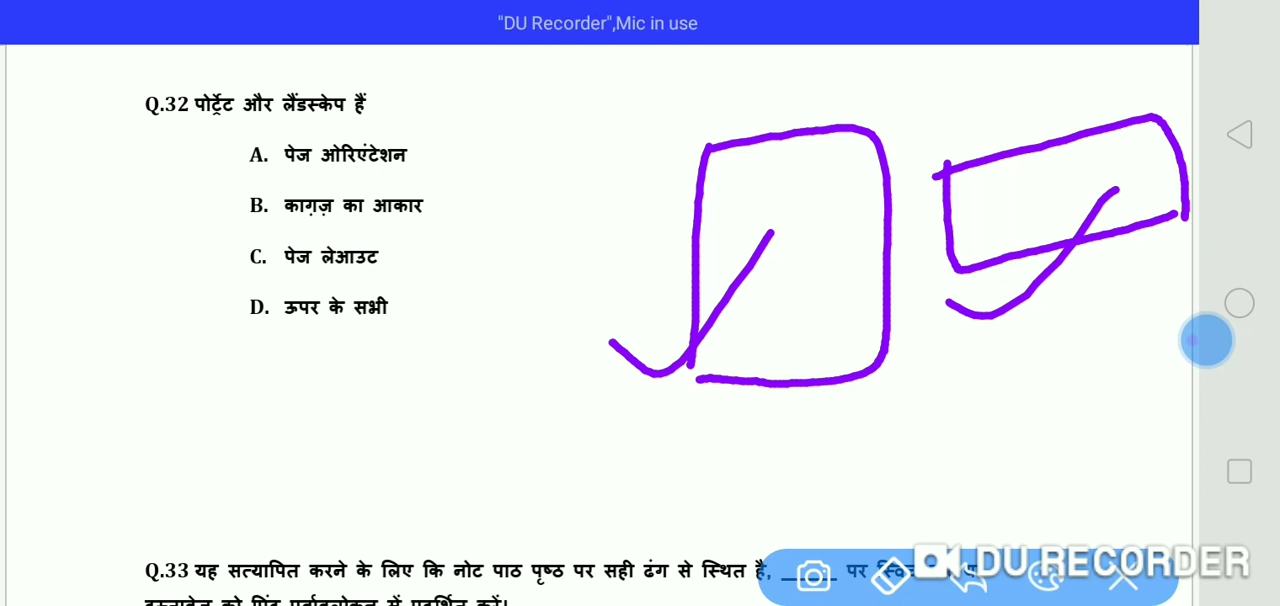 "DU Recorder",Mic in use
Q.32 पोर्ट्रेट और लैंडस्केप हैं
A. पेज ओरिएंटेशन
B. काग़ज़ का आकार
C. पेज लेआउट
D. ऊपर के सभी
Q.33 यह सत्यापित करने के लिए कि नोट पाठ पृष्ठ पर सही ढंग से स्थित है, ______ पर
DU RECORDER